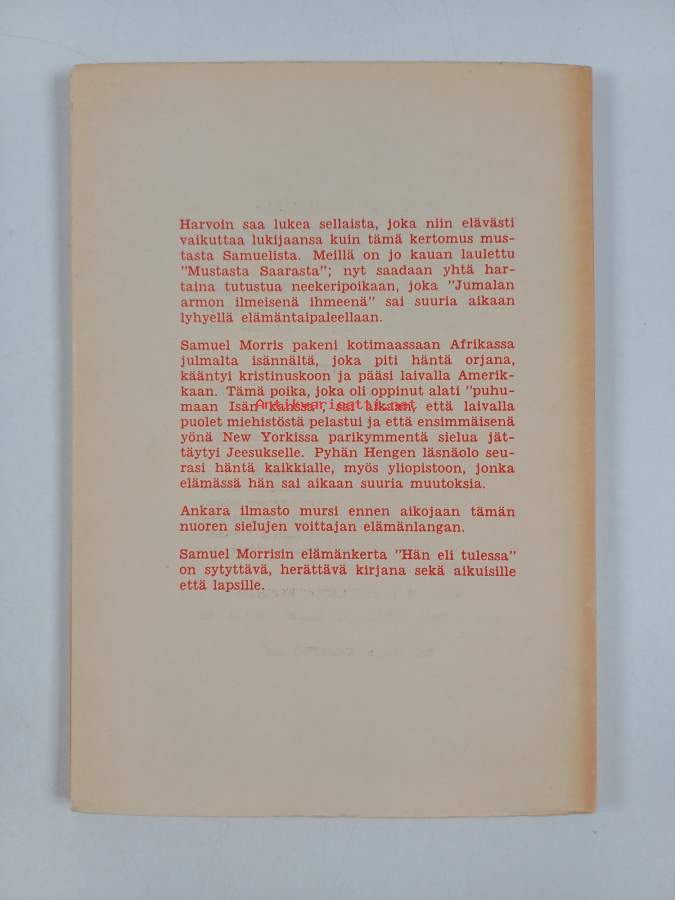 Harvoin saa lukea sellaista, joka niin elävästi
vaikuttaa lukijaansa kuin tämä kertomus mus-
tasta Samuelista. Meillä on jo kauan laulettu
"Mustasta Saarasta"; nyt saadaan yhtä har-
taina tutustua neekeripoikaan, joka "Jumalan
armon ilmeisenä ihmeenä" sai suuria aikaan
lyhyellä elämäntaipaleellaan.
Samuel Morris pakeni kotimaassaan Afrikassa
julmalta isännältä, joka piti häntä orjana,
kääntyi kristinuskoon ja pääsi laivalla Amerik-
kaan. Tämä poika, joka oli oppinut alati "puhu-
maan Isän kanssa", sai aikaan, että laivalla
Antikvariaatti.net
puolet miehistöstä pelastui ja että ensimmäisenä
yönä New Yorkissa parikymmentä sielua jät-
täytyi Jeesukselle. Pyhän Hengen läsnäolo seu-
rasi häntä kaikkialle, myös yliopistoon, jonka
elämässä hän sai aikaan suuria muutoksia.
Ankara ilmasto mursi ennen aikojaan tämän
nuoren sielujen voittajan elämänlangan.
Samuel Morrisin elämänkerta "Hän eli tulessa"
on sytyttävä, herättävä kirjana sekä aikuisille
että lapsille.